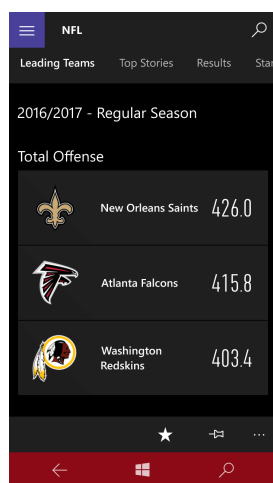 NFL
Leading Teams Top Stories Results Star
2016/2017 - Regular Season
Total Offense
New Orleans Saints 426.0
Atlanta Falcons 415.8
Washington
Redskins 403.4